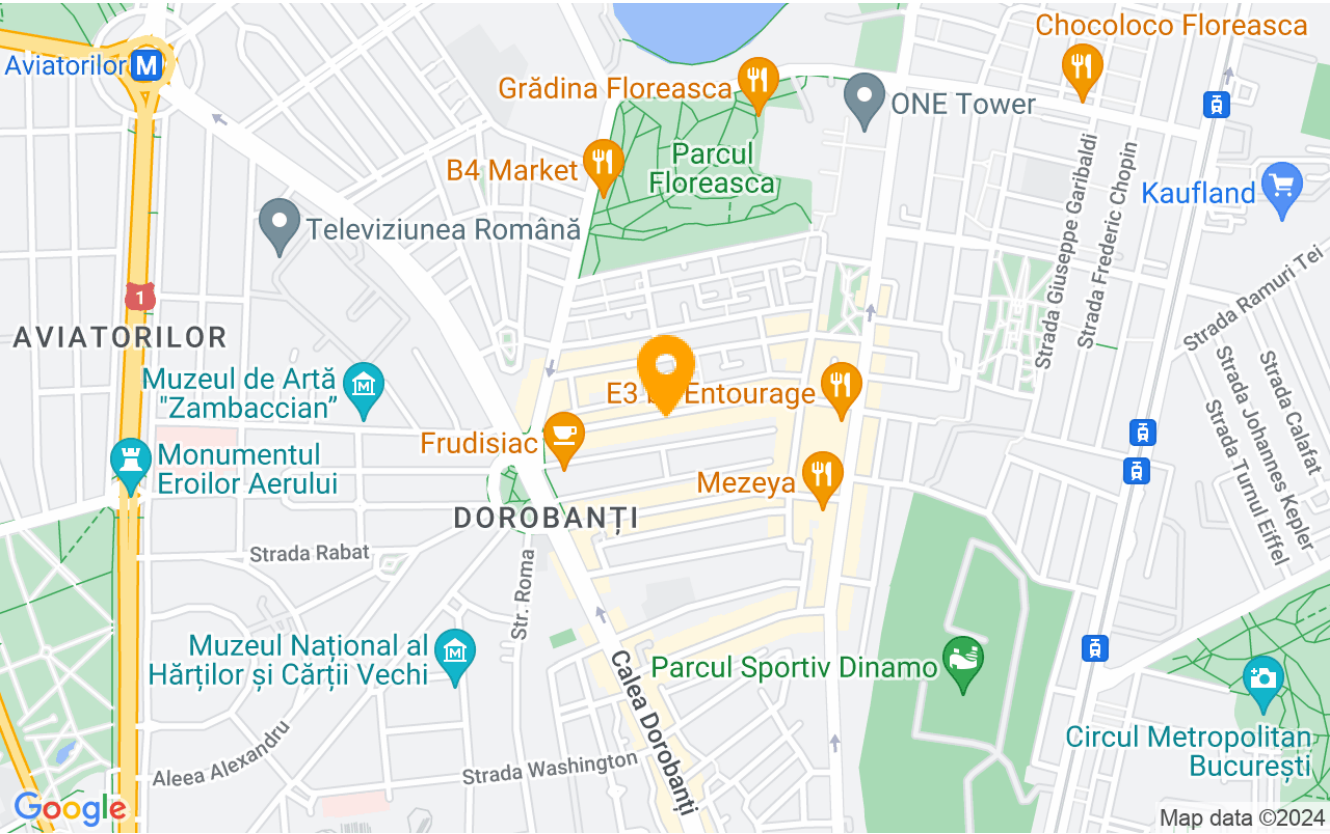 Chocoloco Floreasca
Aviatorilor M
Grădina Floreasca
ONE Tower
B4 Market
Parcul
Floreasca
Strada Giuseppe Garibaldi
Strada Frederic Chopin
Kaufland
Televiziunea Română
1
AVIATORILOR
Strada Ramuri Tei
Muzeul de Artă
"Zambaccian”
E3
Entourage
Strada Calafat
Strada Johannes Kepler
Strada Turnul Eiffel
Frudisiac
Monumentul
Eroilor Aerului
Mezeya
DOROBANȚI
Strada Rabat
Str. Roma
Muzeul Național al
Hărților și Cărții Vechi
M
Calea Dorobanți
Parcul Sportiv Dinamo
Circul Metropolitan
București
Aleea Alexandru
Strada Washington
Google
Map data ©2024